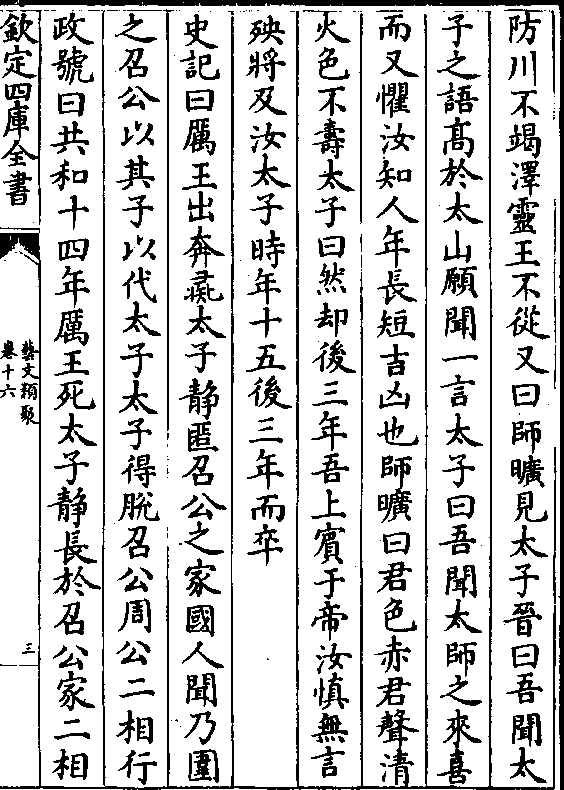 防川不竭澤靈王不從又曰師曠見太子晉曰吾聞太
子之語髙於太山願聞一言太子曰吾聞太師之來喜
而又懼汝知人年長短吉凶也師曠曰君色赤君聲清
火色不壽太子曰然却後三年吾上賓于帝汝慎無言
殃將及汝太子時年十五後三年而卒
史記曰厲王出奔彘太子静匿召公之家國人聞乃圍
之召公以其子以代太子太子得脱召公周公二相行
政號曰共和十四年厲王死太子静長於召公家二相
欽定四庫全書
藝文類聚
卷十六
三